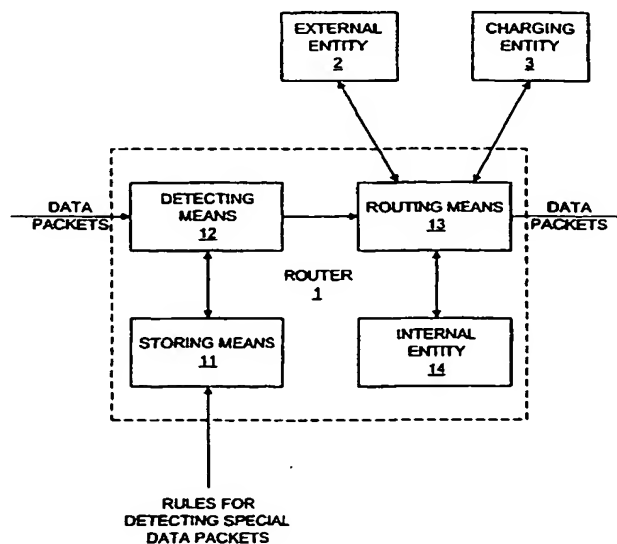 EXTERNAL
ENTITY
2
CHARGING
ENTITY
3
DATA
PACKETS
DETECTING
MEANS
12
ROUTING MEANS
13
DATA
PACKETS
ROUTER
1
STORING MEANS
11
INTERNAL
ENTITY
14
RULES FOR
DETECTING SPECIAL
DATA PACKETS